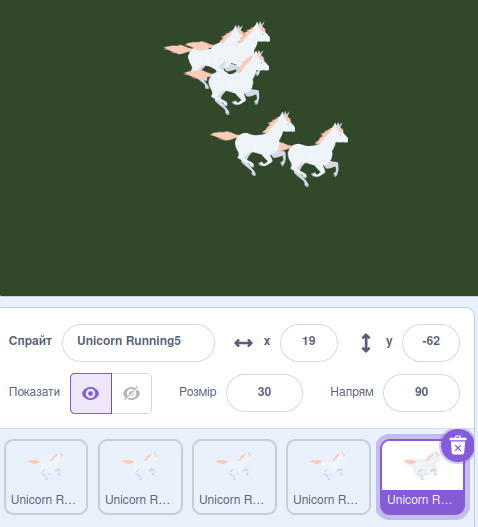 Спрайт Unicorn Running5 x 19 y -62
Показати Розмір 30 Напрям 90
Unicorn R... Unicorn R... Unicorn R... Unicorn R... Unicorn R...